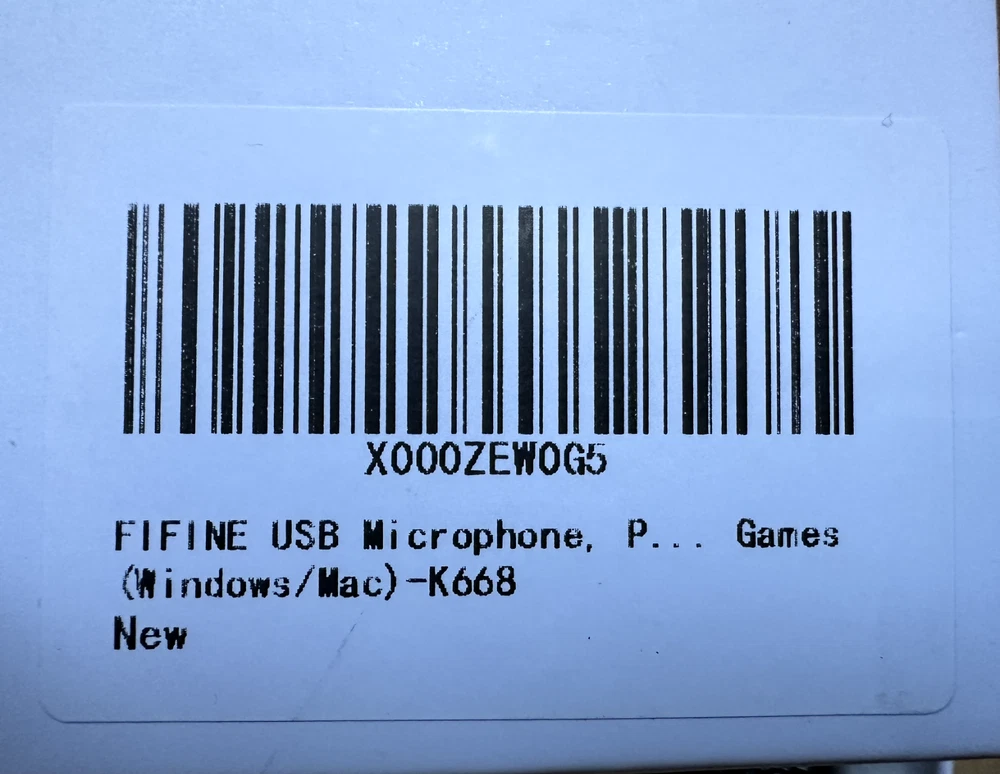 X000ZEW0G5
FIFINE USB Microphone, P... Games
(Windows/Mac)-K668
New